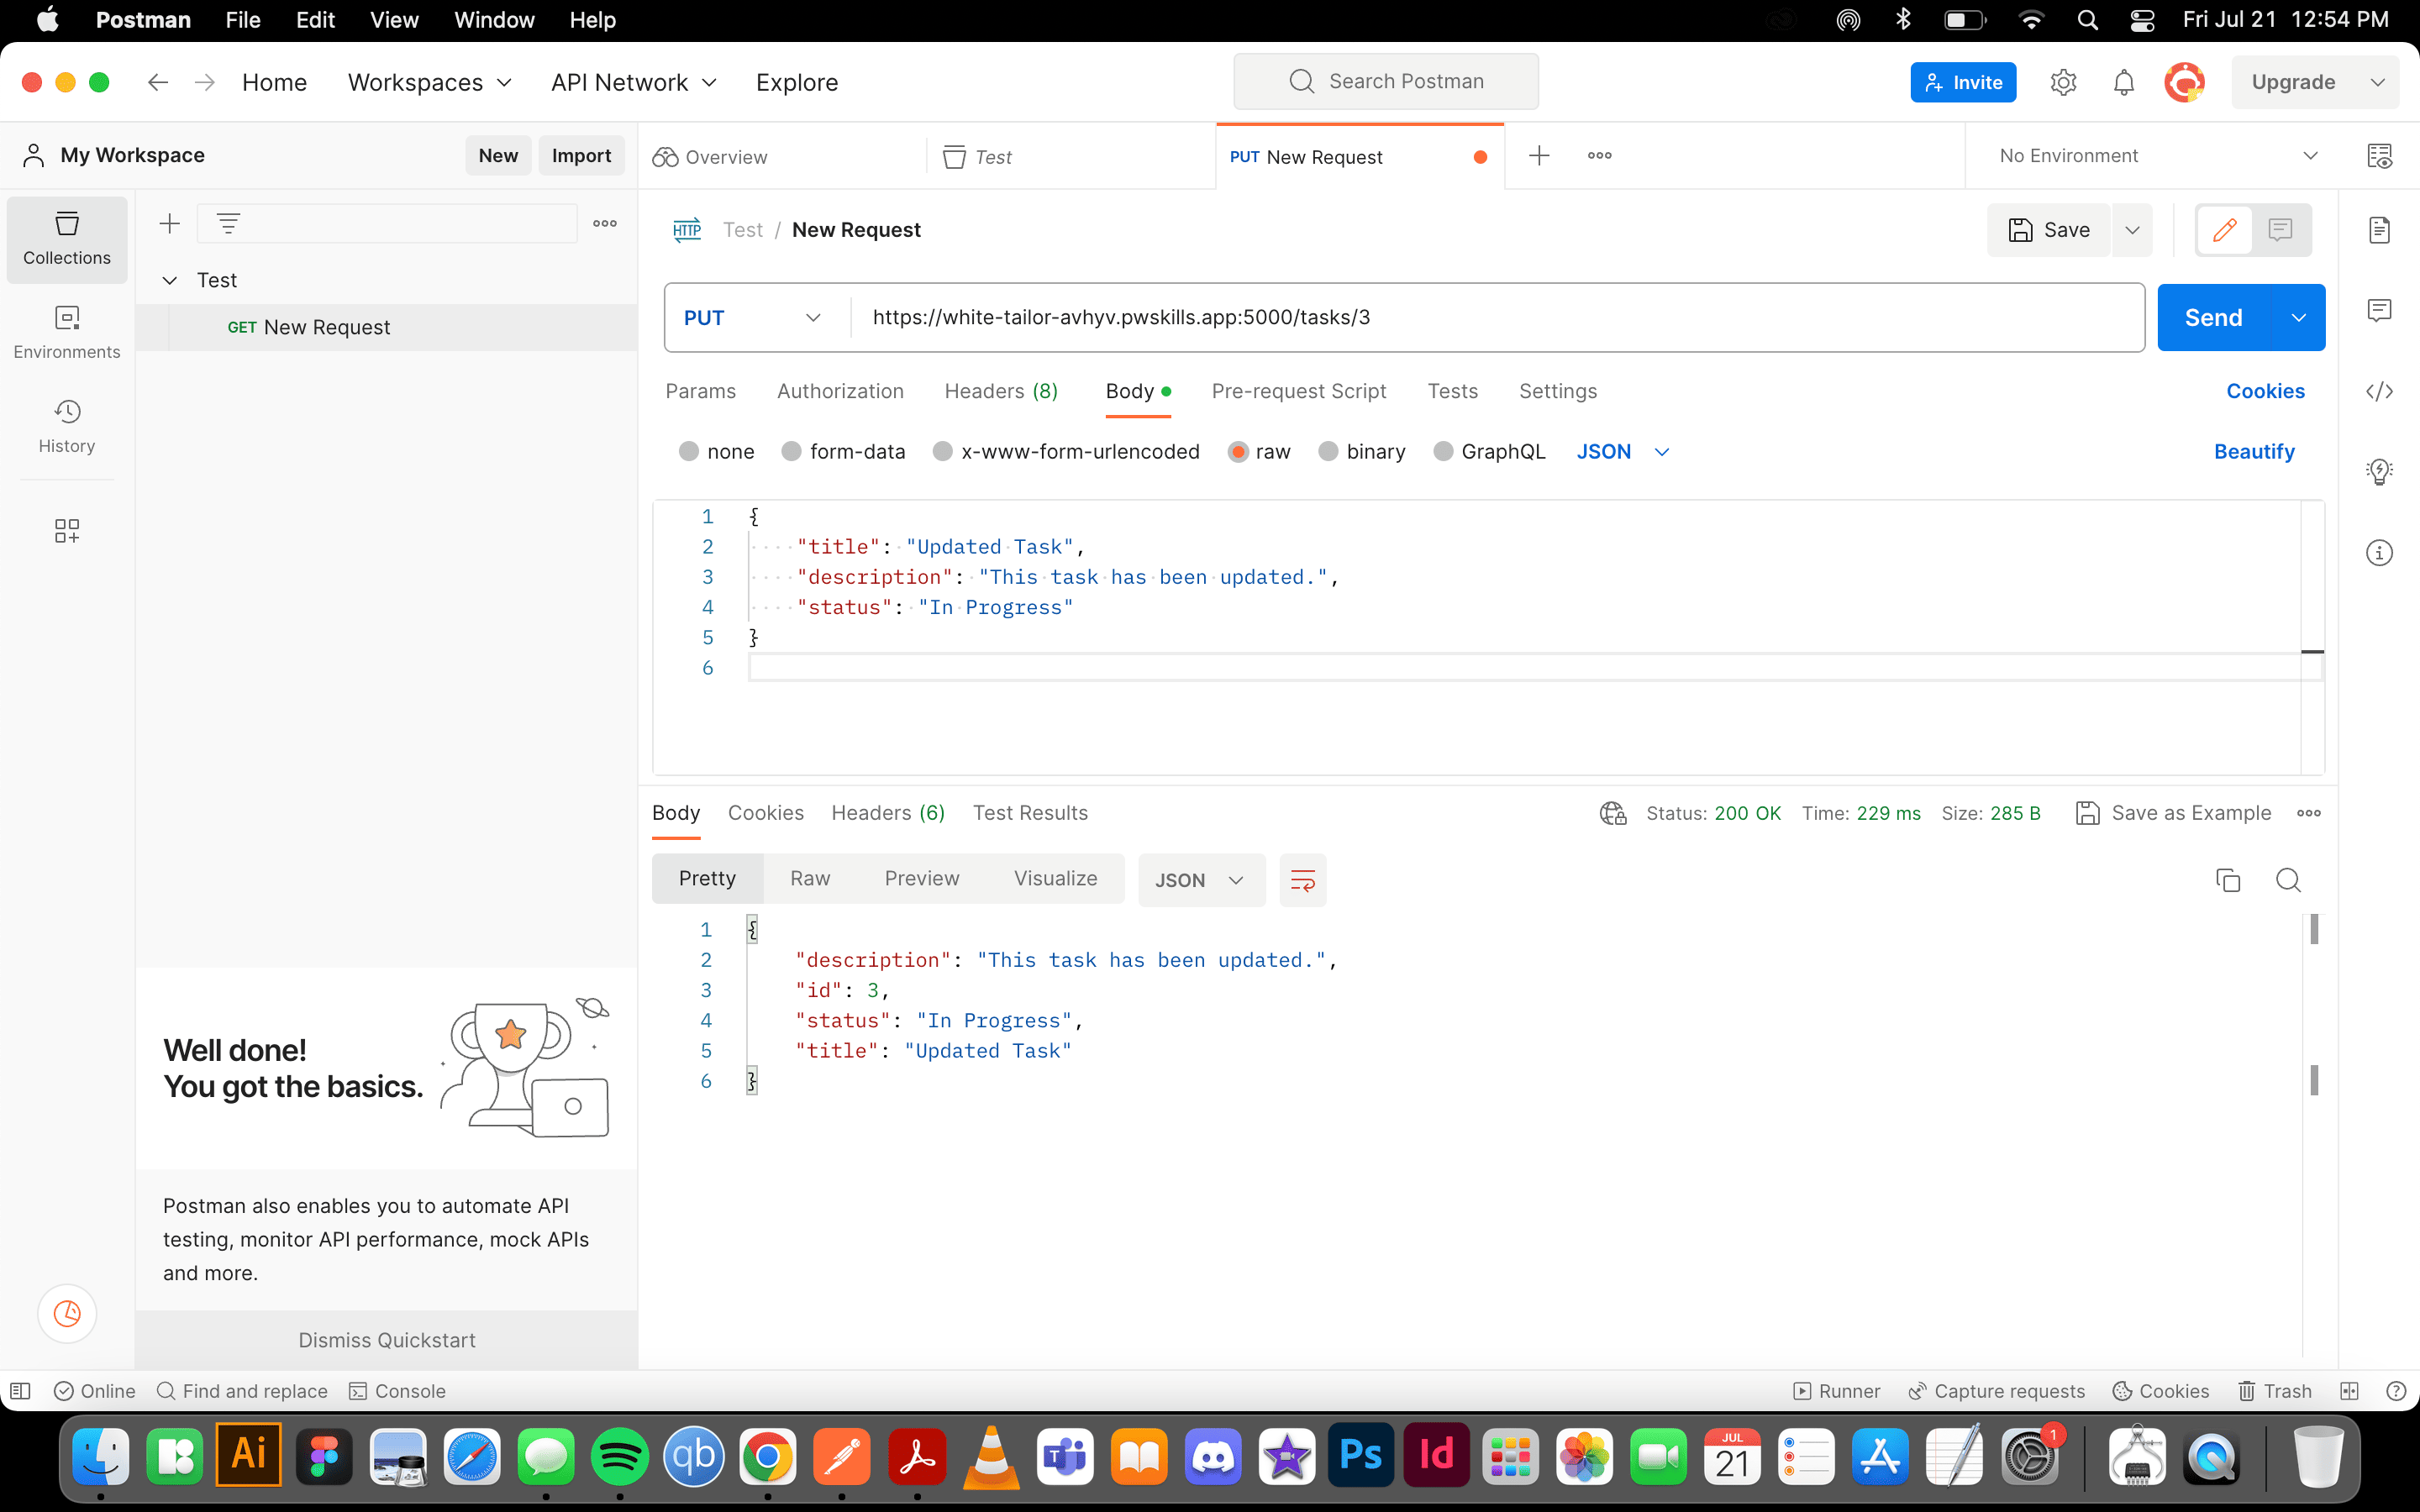 Postman File Edit View Window Help Fri Jul 21 12:54 PM
Home Workspaces API Network Explore Search Postman Invite Upgrade
My Workspace New Import Overview Test PUT New Request No Environment
Collections
Environments
History
Test
GET New Request
HTTP Test / New Request Save
PUT https://white-tailor-avhyv.pwskills.app:5000/tasks/3 Send
Params Authorization Headers (8) Body Pre-request Script Tests Settings Cookies
none form-data x-www-form-urlencoded raw binary GraphQL JSON Beautify
1 {
2 "title": "Updated Task",
3 "description": "This task has been updated.",
4 "status": "In Progress"
5 }
6
Body Cookies Headers (6) Test Results Status: 200 OK Time: 229 ms Size: 285 B Save as Example
Pretty Raw Preview Visualize JSON
1 {
2 "description": "This task has been updated.",
3 "id": 3,
4 "status": "In Progress",
5 "title": "Updated Task"
6 }
Well done!
You got the basics.
Postman also enables you to automate API
testing, monitor API performance, mock APIs
and more.
Dismiss Quickstart
Online Find and replace Console Runner Capture requests Cookies Trash
Ai qb Ps Id JUL 21 1